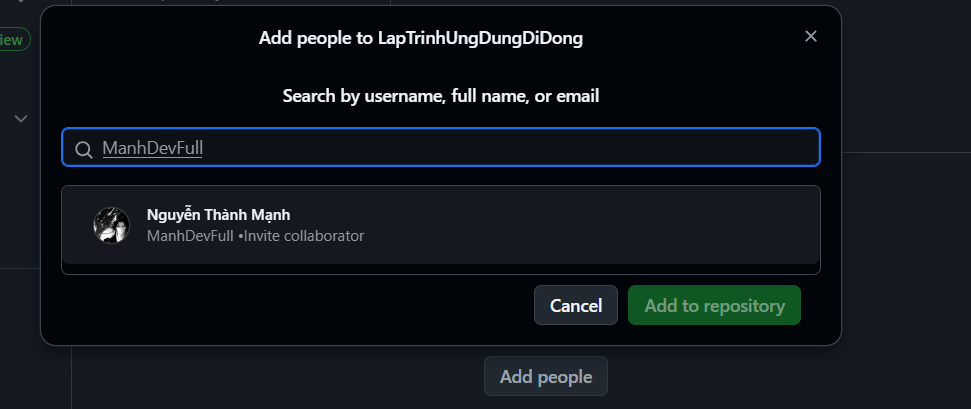 iew
Add people to LapTrinhUngDungDiDong
Search by username, full name, or email
ManhDevFull
Nguyễn Thành Mạnh
ManhDevFull •Invite collaborator
Cancel
Add to repository
Add people